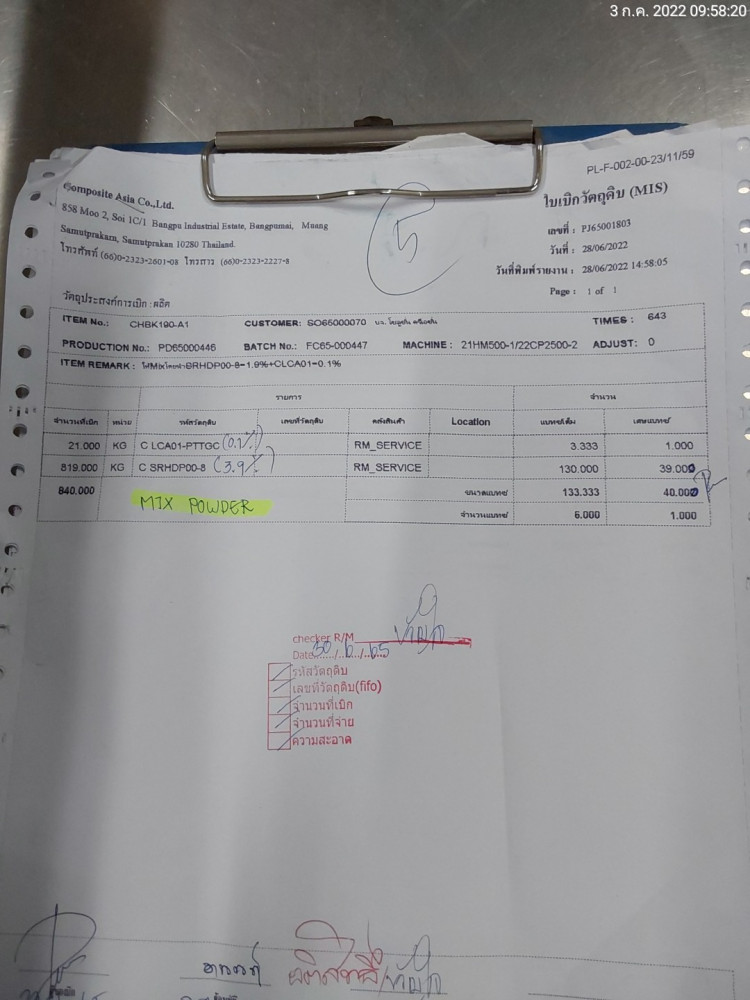 3 ก.ค. 2022 09:58:20
PL-F-002-00-23/11/59
Composite Asia Co.,Ltd.
858 Moo 2, Soi 1C/1 Bangpu Industrial Estate, Bangpumai, Muang
Samutprakarn, Samutprakan 10280 Thailand.
โทรศัพท์ (66)0-2323-2601-08 โทรสาร (66)0-2323-2227-8
5
ใบเบิกวัตถุดิบ (MIS)
เลขที่ : PJ65001803
วันที่ : 28/06/2022
วันที่พิมพ์รายงาน : 28/06/2022 14:58:05
Page : 1 of 1
วัตถุประสงค์การเบิก : ผลิต
ITEM No.: CHBK190-A1 CUSTOMER: SO65000070 TIMES : 643
PRODUCTION No.: PD65000446 BATCH No.: FC65-000447 MACHINE : 21HM500-1/22CP2500-2 ADJUST: 0
ITEM REMARK : SRHDP00-8=1.9%+CLCA01=0.1%
รายการ จำนวน
จำนวนที่เบิก หน่วย รหัสวัตถุดิบ เลขที่วัตถุดิบ คลังสินค้า Location แบทช์เต็ม เศษแบทช์
21.000 KG C LCA01-PTTGC (0.1%) RM_SERVICE 3.333 1.000
819.000 KG C SRHDP00-8 (3.9%) RM_SERVICE 130.000 39.000
840.000 ขนาดแบทช์ 133.333 40.000
MIX POWDER
จำนวนแบทช์ 6.000 1.000
checker R/M
Date 30/6/65
รหัสวัตถุดิบ
เลขที่วัตถุดิบ(fifo)
จำนวนที่เบิก
จำนวนที่จ่าย
ความสะอาด